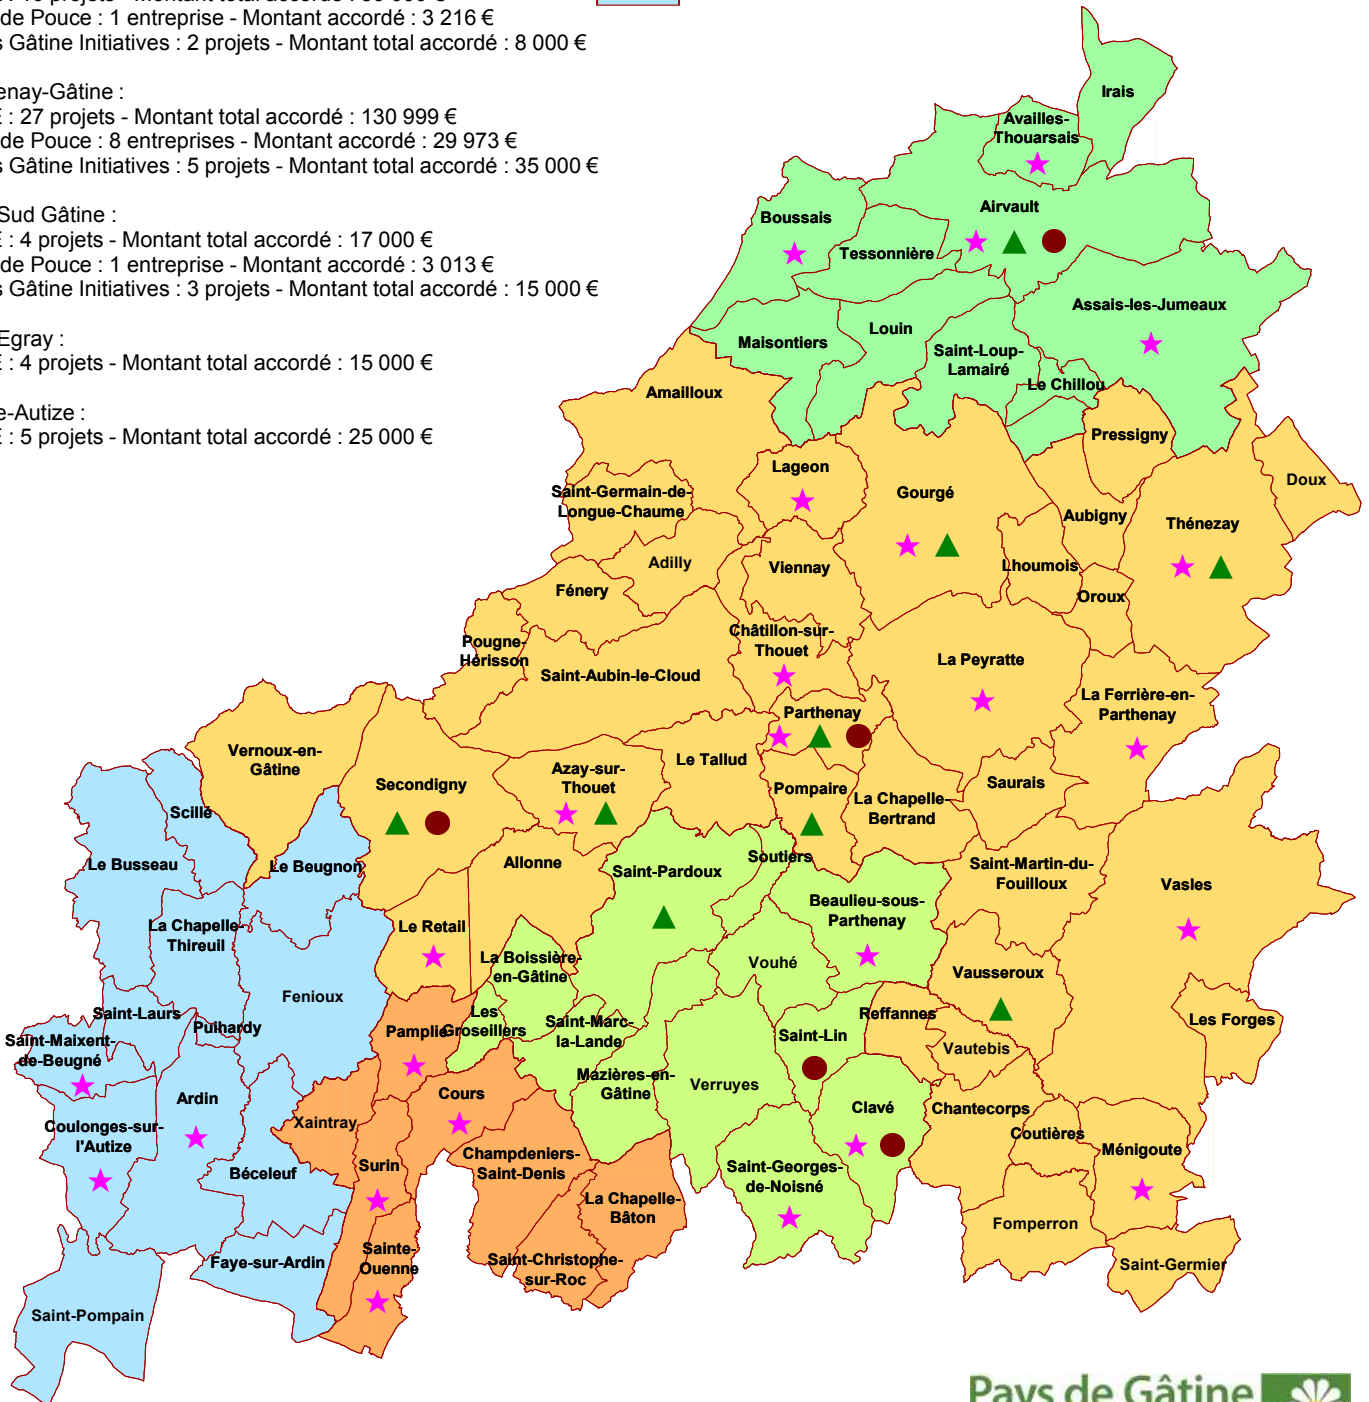 de Pouce : 1 entreprise - Montant accordé : 3 216 €
s Gâtine Initiatives : 2 projets - Montant total accordé : 8 000 €
enay-Gâtine :
E : 27 projets - Montant total accordé : 130 999 €
de Pouce : 8 entreprises - Montant accordé : 29 973 €
s Gâtine Initiatives : 5 projets - Montant total accordé : 35 000 €
Sud Gâtine :
E : 4 projets - Montant total accordé : 17 000 €
de Pouce : 1 entreprise - Montant accordé : 3 013 €
s Gâtine Initiatives : 3 projets - Montant total accordé : 15 000 €
Egray :
E : 4 projets - Montant total accordé : 15 000 €
e-Autize :
E : 5 projets - Montant total accordé : 25 000 €
Irais
Availles-
Thouarsais
Airvault
Boussais
Tessonnière
Assais-les-Jumeaux
Louin
Maisontiers
Saint-Loup-
Lamairé
Le Chillou
Amailloux
Pressigny
Lageon
Doux
Gourgé
Saint-Germain-de-
Longue-Chaume
Aubigny
Thénezay
Adilly
Viennay
Lhoumois
Fénery
Oroux
Châtillon-sur-
Thouet
Pougne-
Hérisson
La Peyratte
Saint-Aubin-le-Cloud
La Ferrière-en-
Parthenay
Parthenay
Vernoux-en-
Gâtine
Le Tallud
Azay-sur-
Thouet
Secondigny
Pompaire
Saurais
La Chapelle-
Bertrand
Scillé
Le Busseau
Le Beugnon
Allonne
Saint-Pardoux
Soutiers
Saint-Martin-du-
Fouilloux
Vasles
Beaulieu-sous-
Parthenay
La Chapelle-
Thireuil
Le Retail
La Boissière-
en-Gâtine
Vouhé
Vausseroux
Fenioux
Saint-Laurs
Puihardy
Les
Groseillers
Pamplie
Saint-Marc-
la-Lande
Saint-Lin
Reffannes
Les Forges
Saint-Maixent-
de-Beugné
Vautebis
Mazières-en-
Gâtine
Verruyes
Ardin
Cours
Clavé
Chantecorps
Xaintray
Coulonges-sur-
l'Autize
Coutières
Ménigoute
Champdeniers-
Saint-Denis
Surin
Béceleuf
Saint-Georges-
de-Noisné
La Chapelle-
Bâton
Fomperron
Sainte-
Ouenne
Faye-sur-Ardin
Saint-Christophe-
sur-Roc
Saint-Germier
Saint-Pompain
Pays de Gâtine